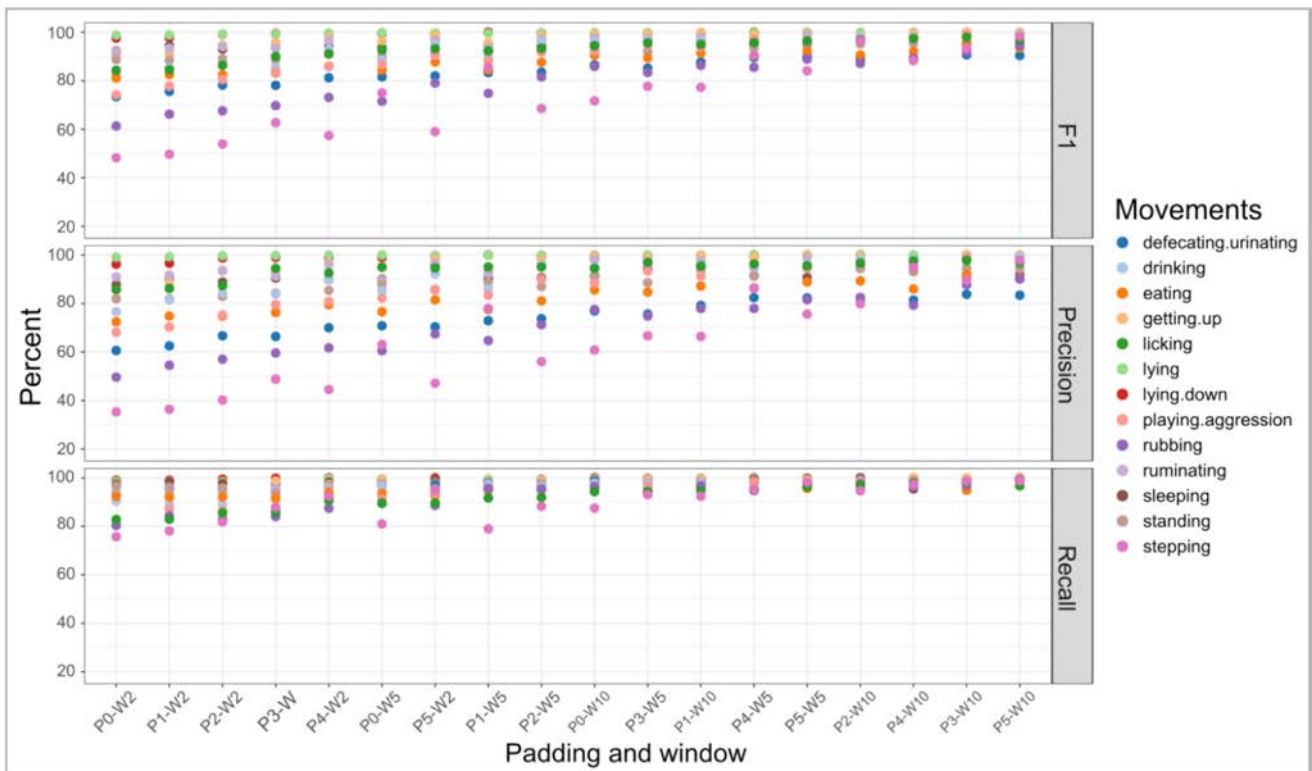 Percent
100
80
60
40
20
F1
100
80
60
40
20
Precision
100
80
60
40
20
Recall
P0-W2
P1-W2
P2-W2
P3-W
P4-W2
P0-W5
P5-W2
P1-W5
P2-W5
P0-W10
P3-W5
P1-W10
P4-W5
P5-W5
P2-W10
P4-W10
P3-W10
P5-W10
Padding and window
Movements
defecating.urinating
drinking
eating
getting.up
licking
lying
lying.down
playing.aggression
rubbing
ruminating
sleeping
standing
stepping